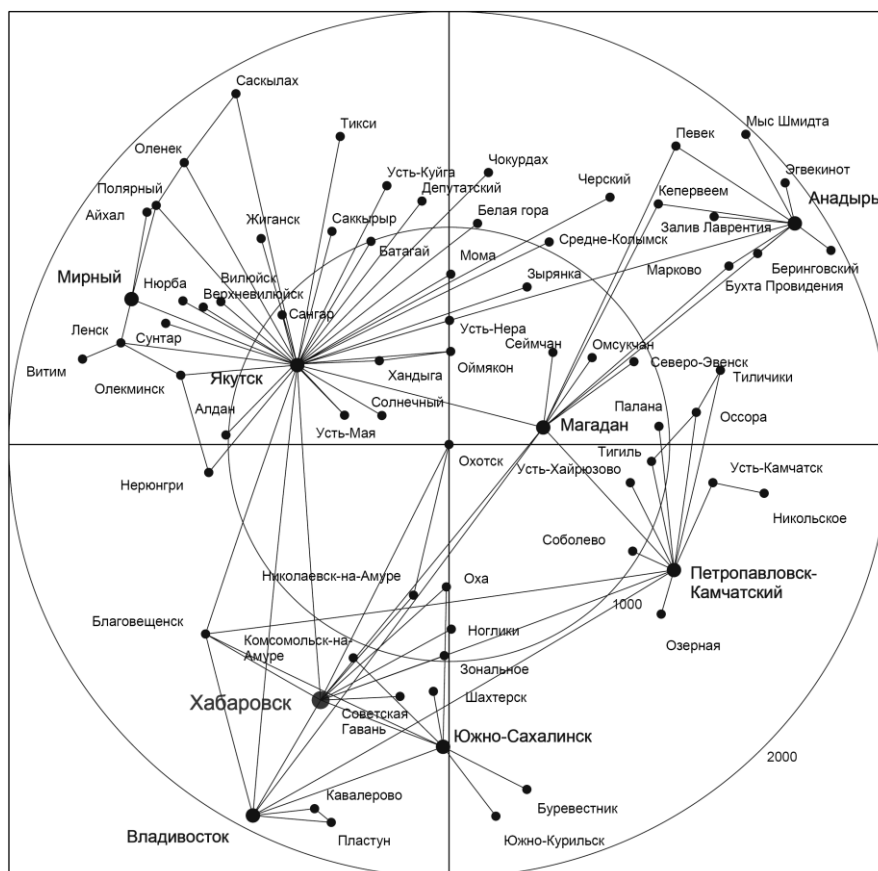 Саскылах
Тикси
Мыс Шмидта
Певек
Оленек
Чокурдах
Усть-Куйга
Эгвекинот
Полярный
Депутатский
Черский
Кепервеем
Анадырь
Айхал
Жиганск
Саккырыр
Белая гора
Залив Лаврентия
Батагай
Средне-Колымск
Мома
Мирный
Нюрба
Вилюйск
Зырянка
Марково
Беринговский
Верхневилюйск
Бухта Провидения
Сангар
Ленск
Сунтар
Усть-Нера
Сеймчан
Омсукчан
Витим
Якутск
Хандыга
Оймякон
Северо-Эвенск
Олекминск
Тиличики
Алдан
Солнечный
Палана
Оссора
Усть-Мая
Магадан
Охотск
Тигиль
Нерюнгри
Усть-Хайрюзово
Усть-Камчатск
Никольское
Соболево
Николаевск-на-Амуре
Оха
Петропавловск-
Камчатский
1000
Благовещенск
Комсомольск-на-
Амуре
Ноглики
Озерная
Зональное
Хабаровск
Шахтерск
Советская
Гавань
Южно-Сахалинск
2000
Кавалерово
Буревестник
Владивосток
Пластун
Южно-Курильск